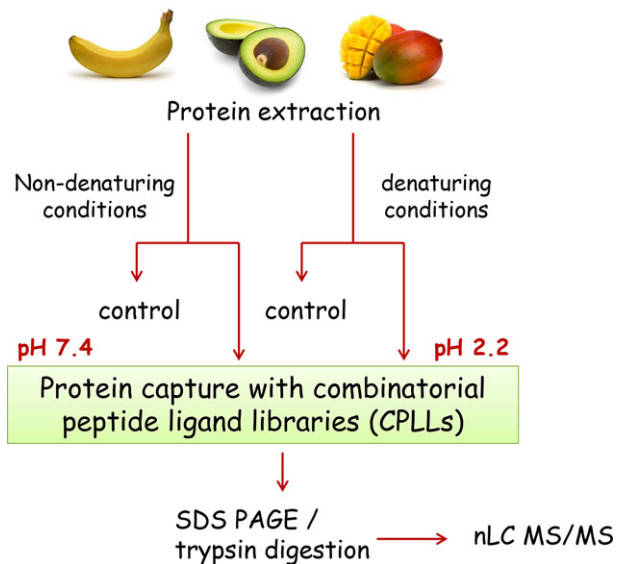 Protein extraction
Non-denaturing
conditions
denaturing
conditions
control
control
pH 7.4
pH 2.2
Protein capture with combinatorial
peptide ligand libraries (CPLLs)
SDS PAGE /
trypsin digestion
nLC MS/MS